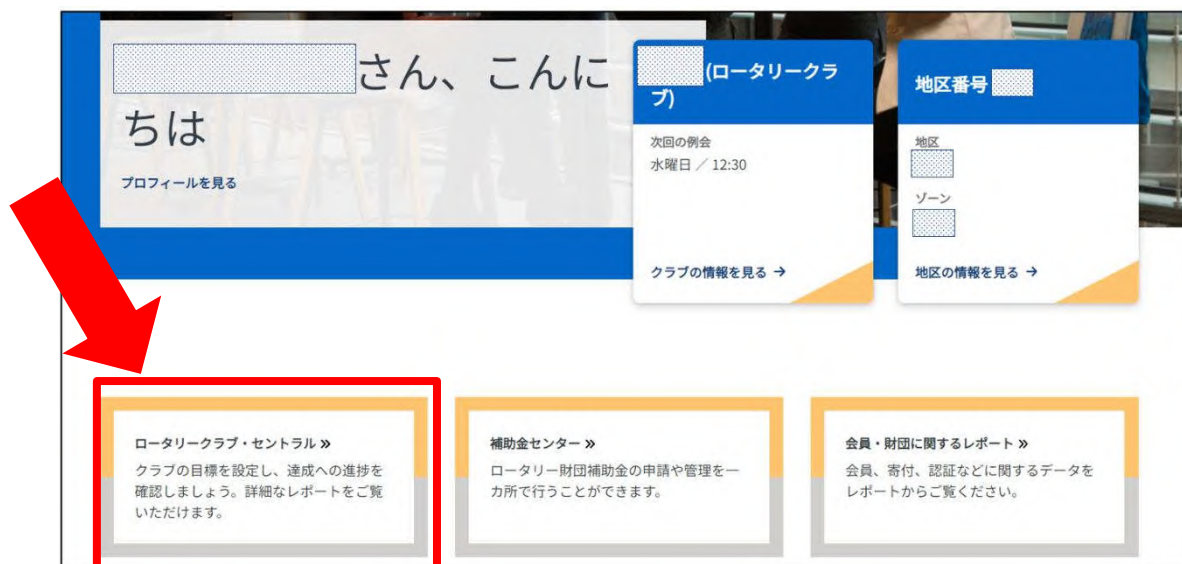 さん、こんに
ちは
プロフィールを見る
(ロータリークラ
ブ)
次回の例会
水曜日 ／ 12:30
クラブの情報を見る →
地区番号
地区
ゾーン
地区の情報を見る →
ロータリークラブ・セントラル »
クラブの目標を設定し、達成への進捗を
確認しましょう。詳細なレポートをご覧
いただけます。
補助金センター »
ロータリー財団補助金の申請や管理を一
カ所で行うことができます。
会員・財団に関するレポート »
会員、寄付、認証などに関するデータを
レポートからご覧ください。